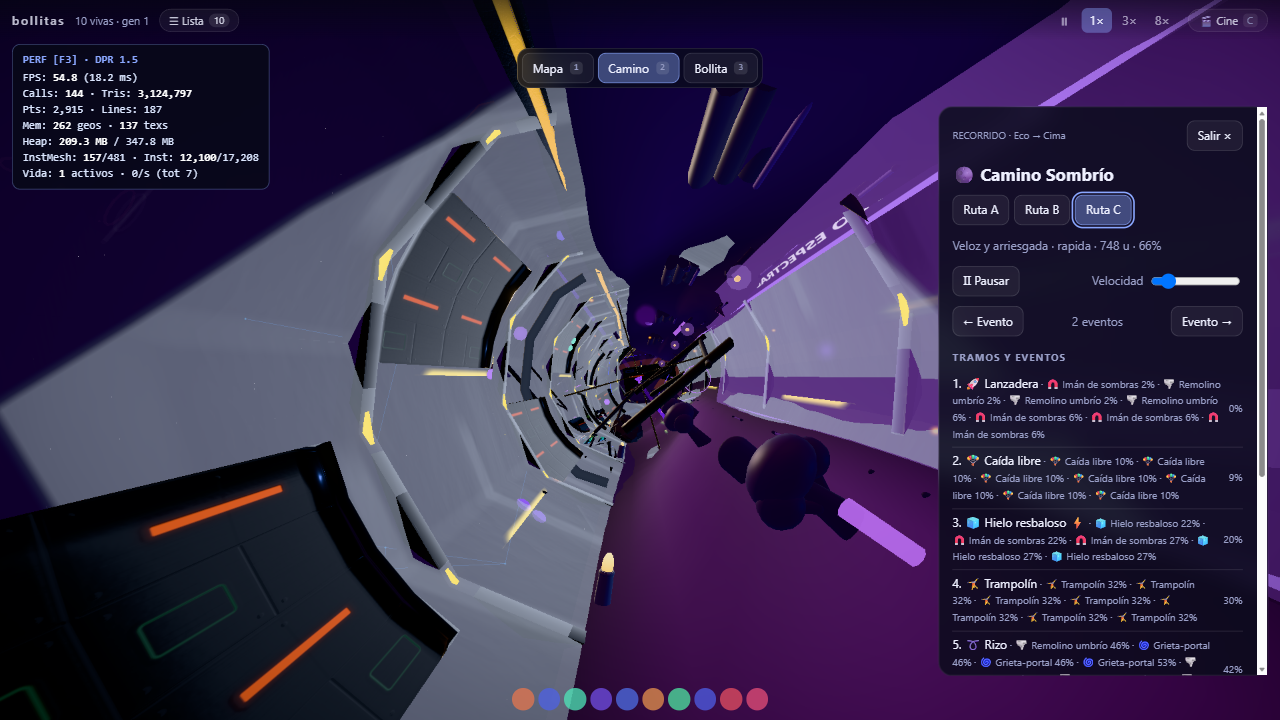 bollitas 10 vivas · gen 1 ☰ Lista 10
⏸ 1× 3× 8× 🎬 Cine C
PERF [F3] · DPR 1.5
FPS: 54.8 (18.2 ms)
Calls: 144 · Tris: 3,124,797
Pts: 2,915 · Lines: 187
Mem: 262 geos · 137 texs
Heap: 209.3 MB / 347.8 MB
InstMesh: 157/481 · Inst: 12,100/17,208
Vida: 1 activos · 0/s (tot 7)
Mapa 1 Camino 2 Bollita 3
RECORRIDO · Eco → Cima
Salir ×
Camino Sombrío
Ruta A Ruta B Ruta C
Veloz y arriesgada · rapida · 748 u · 66%
⏸ Pausar Velocidad
← Evento 2 eventos Evento →
TRAMOS Y EVENTOS
1. 🚀 Lanzadera · 🧲 Imán de sombras 2% · 🌪 Remolino
umbrío 2% · 🌪 Remolino umbrío 2% · 🌪 Remolino umbrío
6% · 🧲 Imán de sombras 6% · 🧲 Imán de sombras 6% · 🧲
Imán de sombras 6%
0%
2. 🪂 Caída libre · 🪂 Caída libre 10% · 🪂 Caída libre
10% · 🪂 Caída libre 10% · 🪂 Caída libre 10% · 🪂 Caída
libre 10% · 🪂 Caída libre 10% · 🪂 Caída libre 10%
9%
3. 🧊 Hielo resbaloso ⚡ · 🧊 Hielo resbaloso 22% ·
🧲 Imán de sombras 22% · 🧲 Imán de sombras 27% · 🧊
Hielo resbaloso 27% · 🧊 Hielo resbaloso 27%
20%
4. 🤸 Trampolín · 🤸 Trampolín 32% · 🤸 Trampolín
32% · 🤸 Trampolín 32% · 🤸 Trampolín 32% · 🤸
Trampolín 32% · 🤸 Trampolín 32% · 🤸 Trampolín 32%
30%
5. ➰ Rizo · 🌪 Remolino umbrío 46% · 🌀 Grieta-portal
46% · 🌀 Grieta-portal 46% · 🌀 Grieta-portal 53% · 🌪
42%